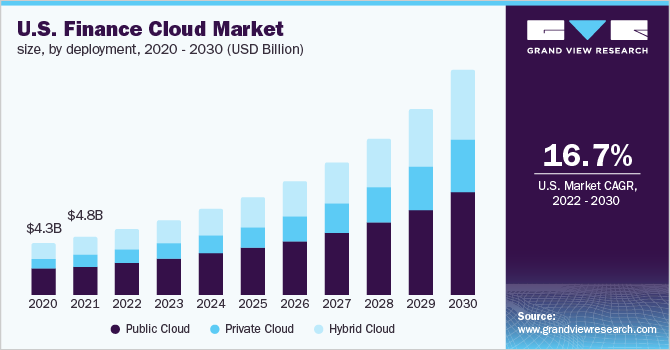 U.S. Finance Cloud Market
size, by deployment, 2020 - 2030 (USD Billion)
$4.3B
$4.8B
2020 2021 2022 2023 2024 2025 2026 2027 2028 2029 2030
Public Cloud Private Cloud Hybrid Cloud
GRAND VIEW RESEARCH
16.7%
U.S. Market CAGR,
2022 - 2030
Source:
www.grandviewresearch.com